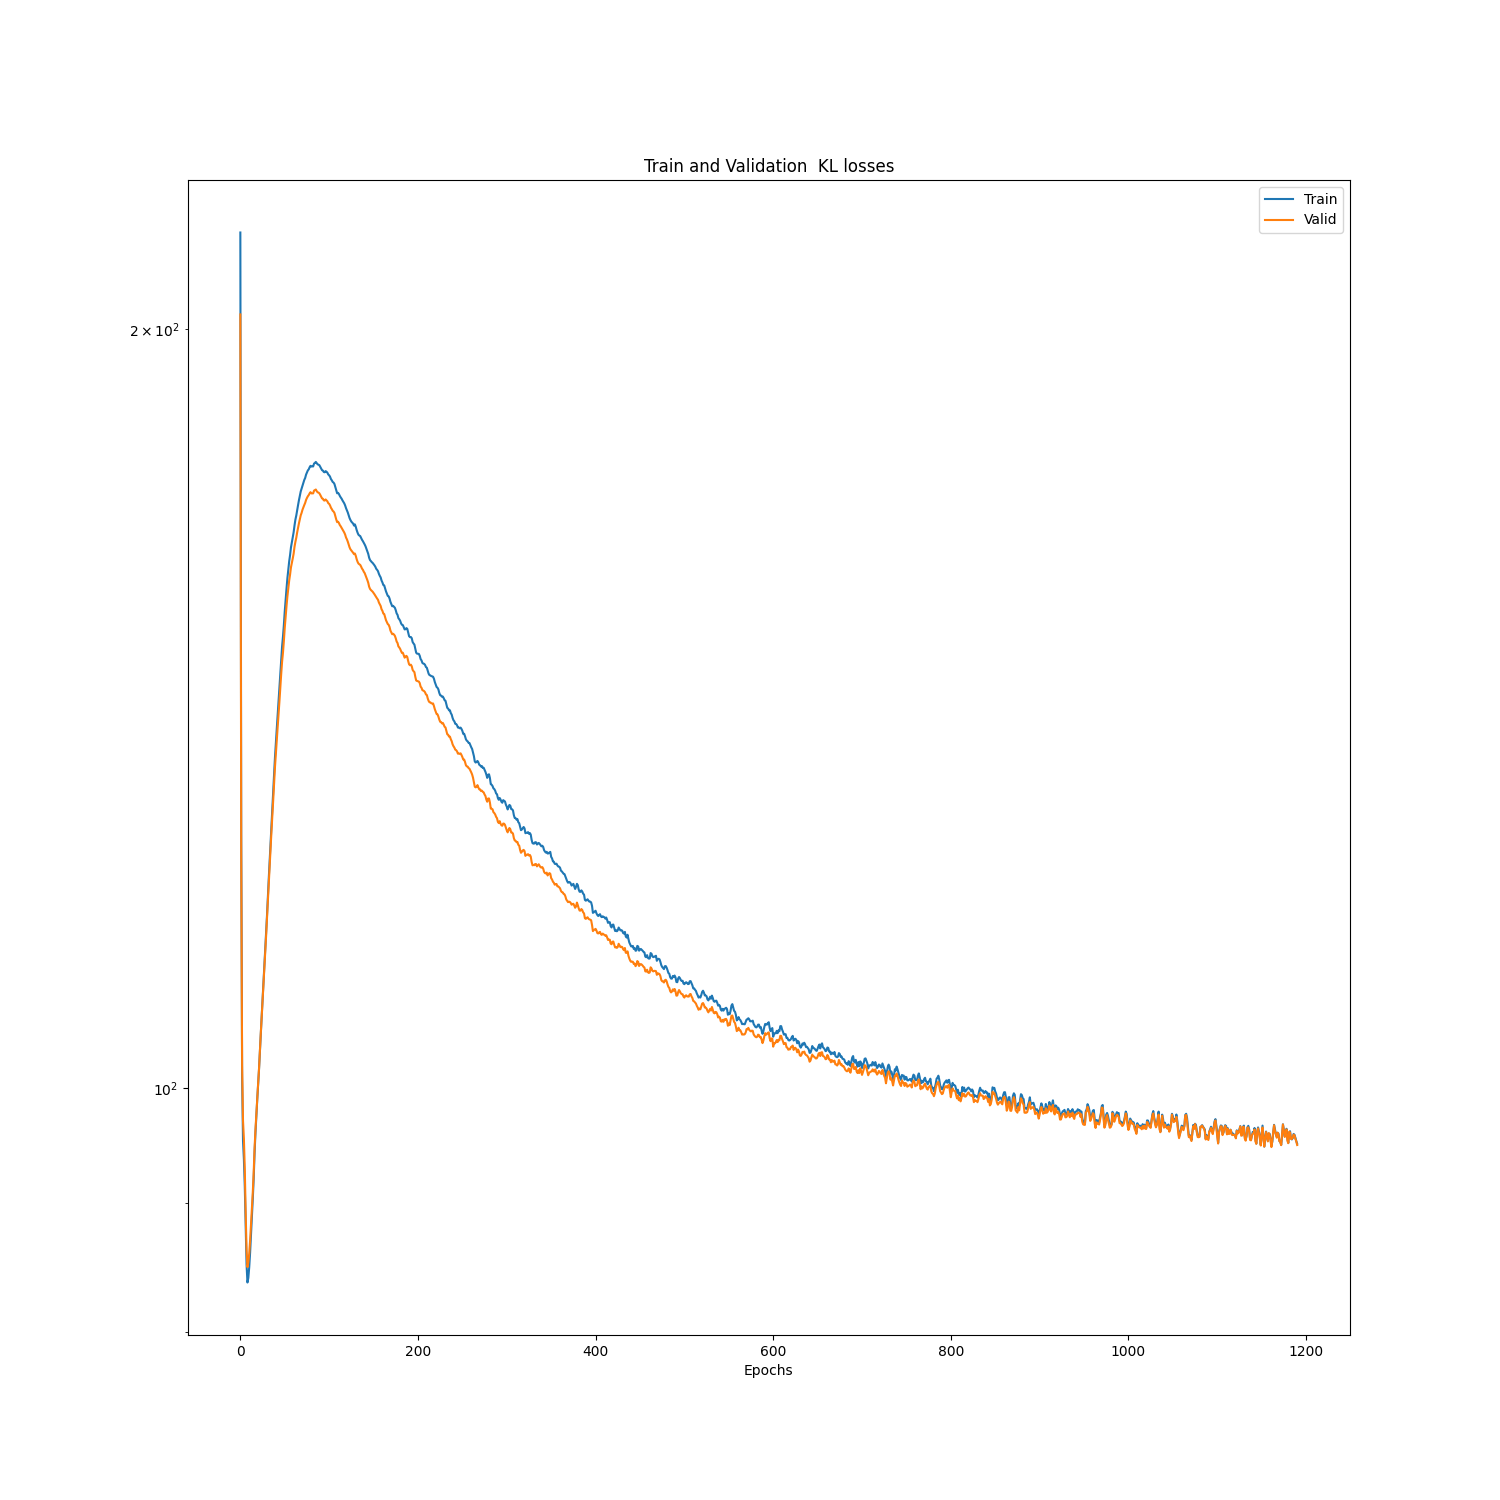 Train and Validation  KL losses
Train
Valid
2 × 10²
10²
0 200 400 600 800 1000 1200
Epochs